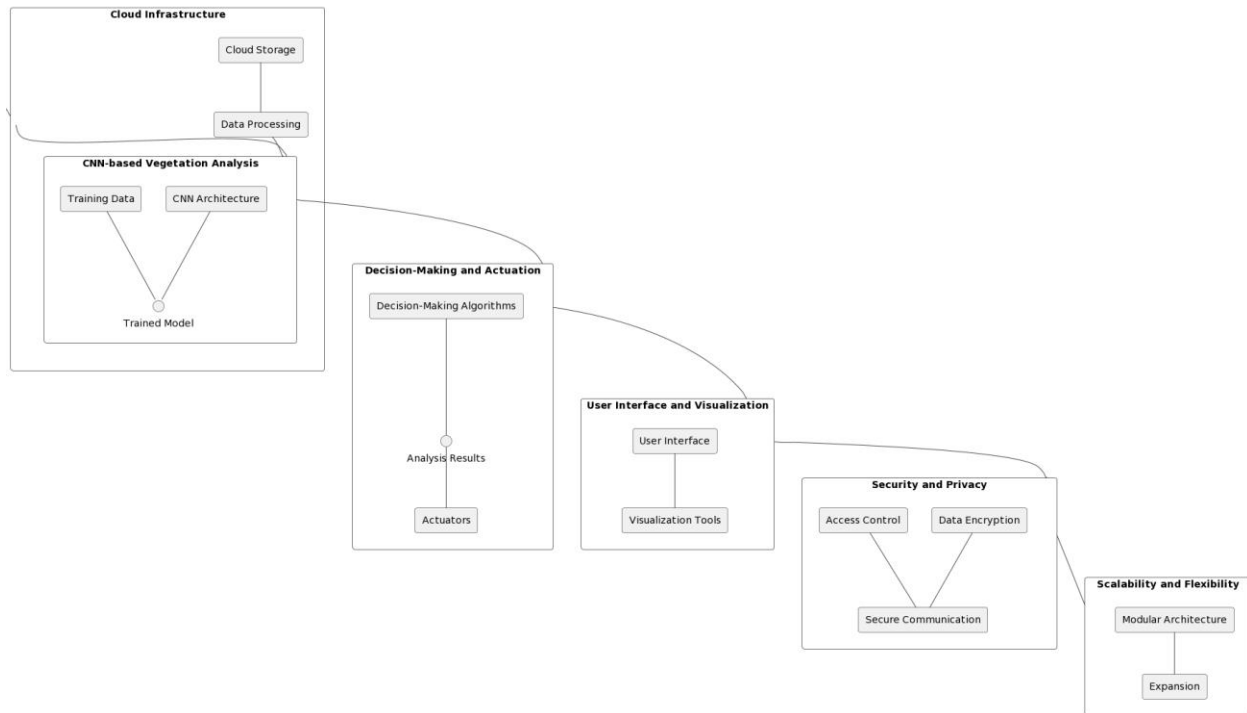 Cloud Infrastructure
Cloud Storage
Data Processing
CNN-based Vegetation Analysis
Training Data
CNN Architecture
Trained Model
Decision-Making and Actuation
Decision-Making Algorithms
Analysis Results
Actuators
User Interface and Visualization
User Interface
Visualization Tools
Security and Privacy
Access Control
Data Encryption
Secure Communication
Scalability and Flexibility
Modular Architecture
Expansion